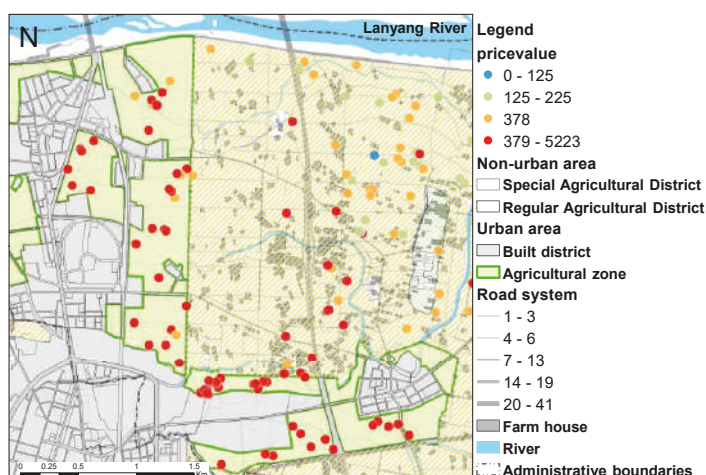 N
Lanyang River
0 0.25 0.5 1 1.5
Km
Legend
pricevalue
0 - 125
125 - 225
378
379 - 5223
Non-urban area
Special Agricultural District
Regular Agricultural District
Urban area
Built district
Agricultural zone
Road system
1 - 3
4 - 6
7 - 13
14 - 19
20 - 41
Farm house
River
Administrative boundaries